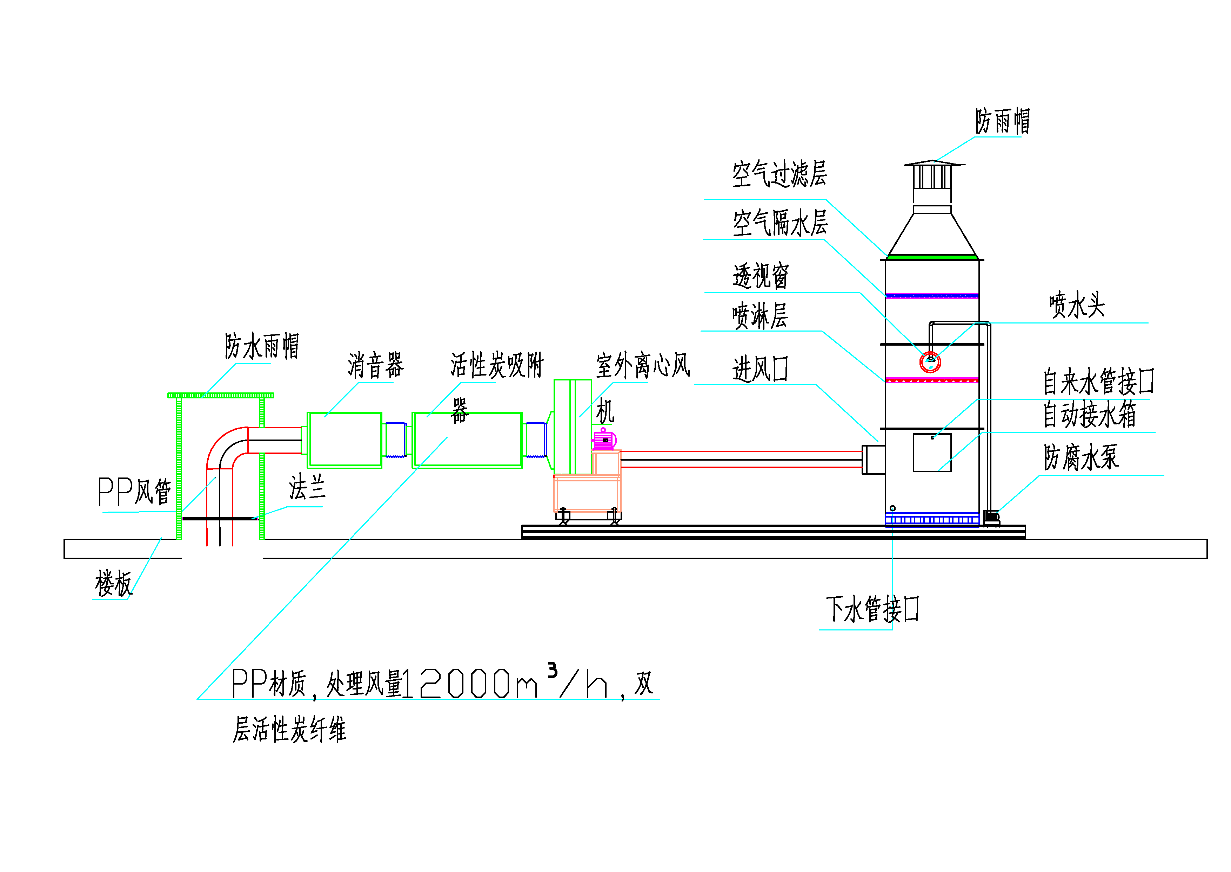 防雨帽
空气过滤层
空气隔水层
透视窗
喷水头
喷淋层
防水雨帽
消音器
活性炭吸附
器
室外离心风
机
进风口
自来水管接口
自动接水箱
防腐水泵
PP风管
法兰
楼板
下水管接口
PP材质,处理风量12000m³/h,双
层活性炭纤维